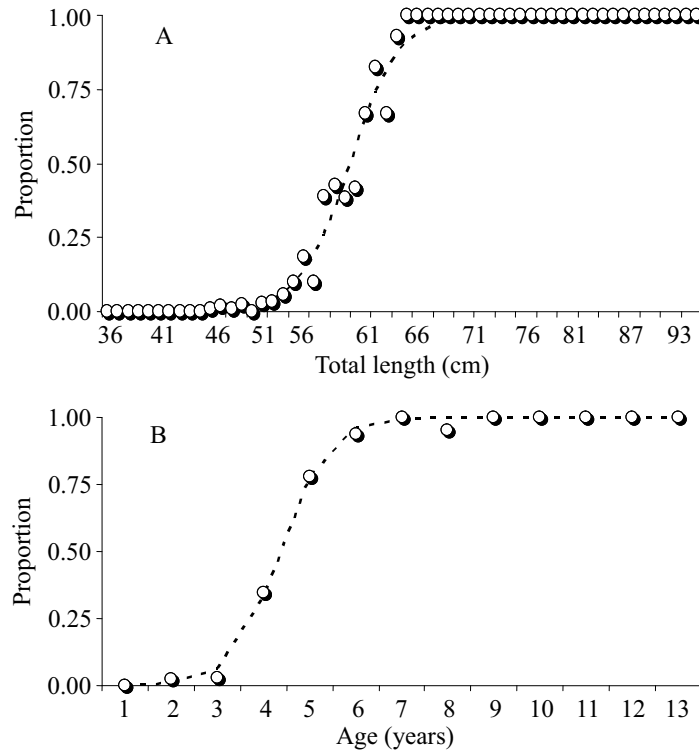 1.00
A
0.75
Proportion
0.50
0.25
0.00
36 41 46 51 56 61 66 71 76 81 87 93
Total length (cm)
1.00
B
0.75
Proportion
0.50
0.25
0.00
1 2 3 4 5 6 7 8 9 10 11 12 13
Age (years)